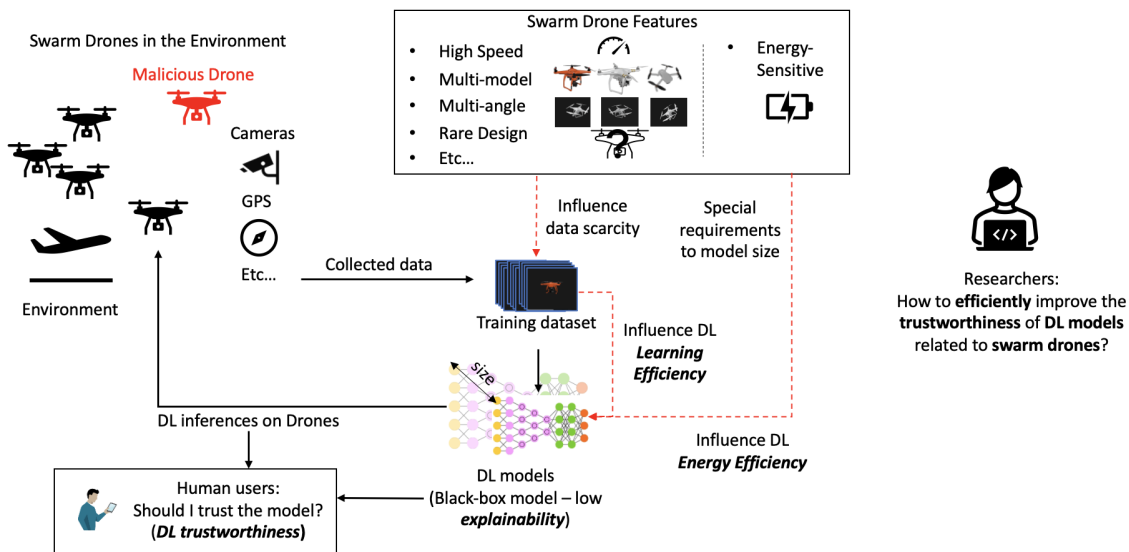 Swarm Drones in the Environment
Malicious Drone
Cameras
GPS
Etc...
Environment
Swarm Drone Features
• High Speed
• Multi-model
• Multi-angle
• Rare Design
• Etc...
?
• Energy-
Sensitive
Influence
data scarcity
Special
requirements
to model size
Collected data
Training dataset
Influence DL
Learning
Efficiency
size
DL inferences on Drones
Influence DL
Energy Efficiency
DL models
(Black-box model – low
explainability)
Human users:
Should I trust the model?
(DL trustworthiness)
</>
Researchers:
How to efficiently improve the
trustworthiness of DL models
related to swarm drones?